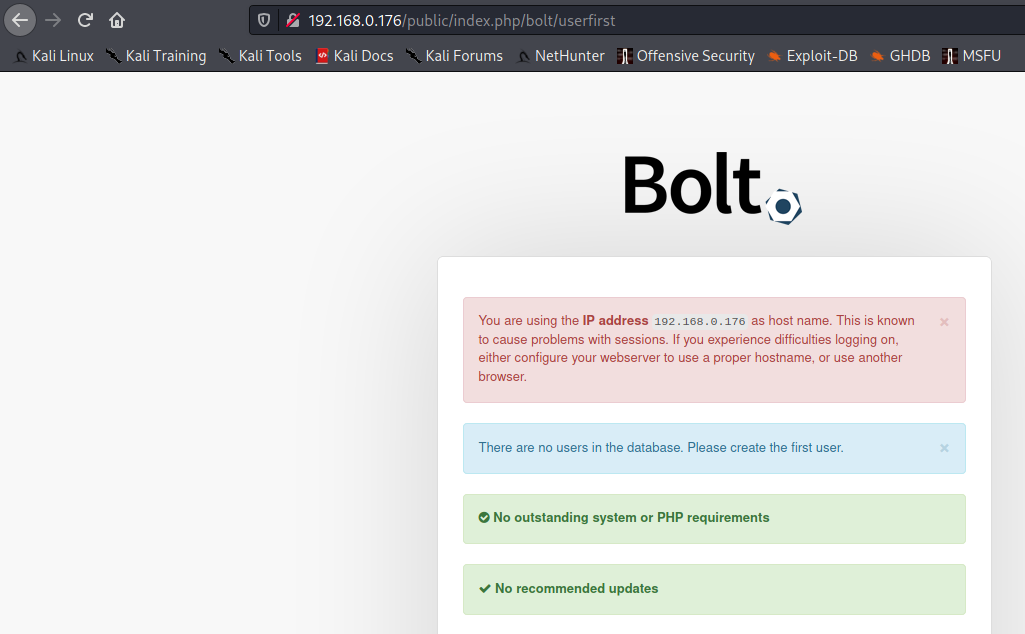 192.168.0.176/public/index.php/bolt/userfirst
Kali Linux Kali Training Kali Tools Kali Docs Kali Forums NetHunter Offensive Security Exploit-DB GHDB MSFU
Bolt
You are using the IP address 192.168.0.176 as host name. This is known
to cause problems with sessions. If you experience difficulties logging on,
either configure your webserver to use a proper hostname, or use another
browser.
There are no users in the database. Please create the first user.
No outstanding system or PHP requirements
No recommended updates